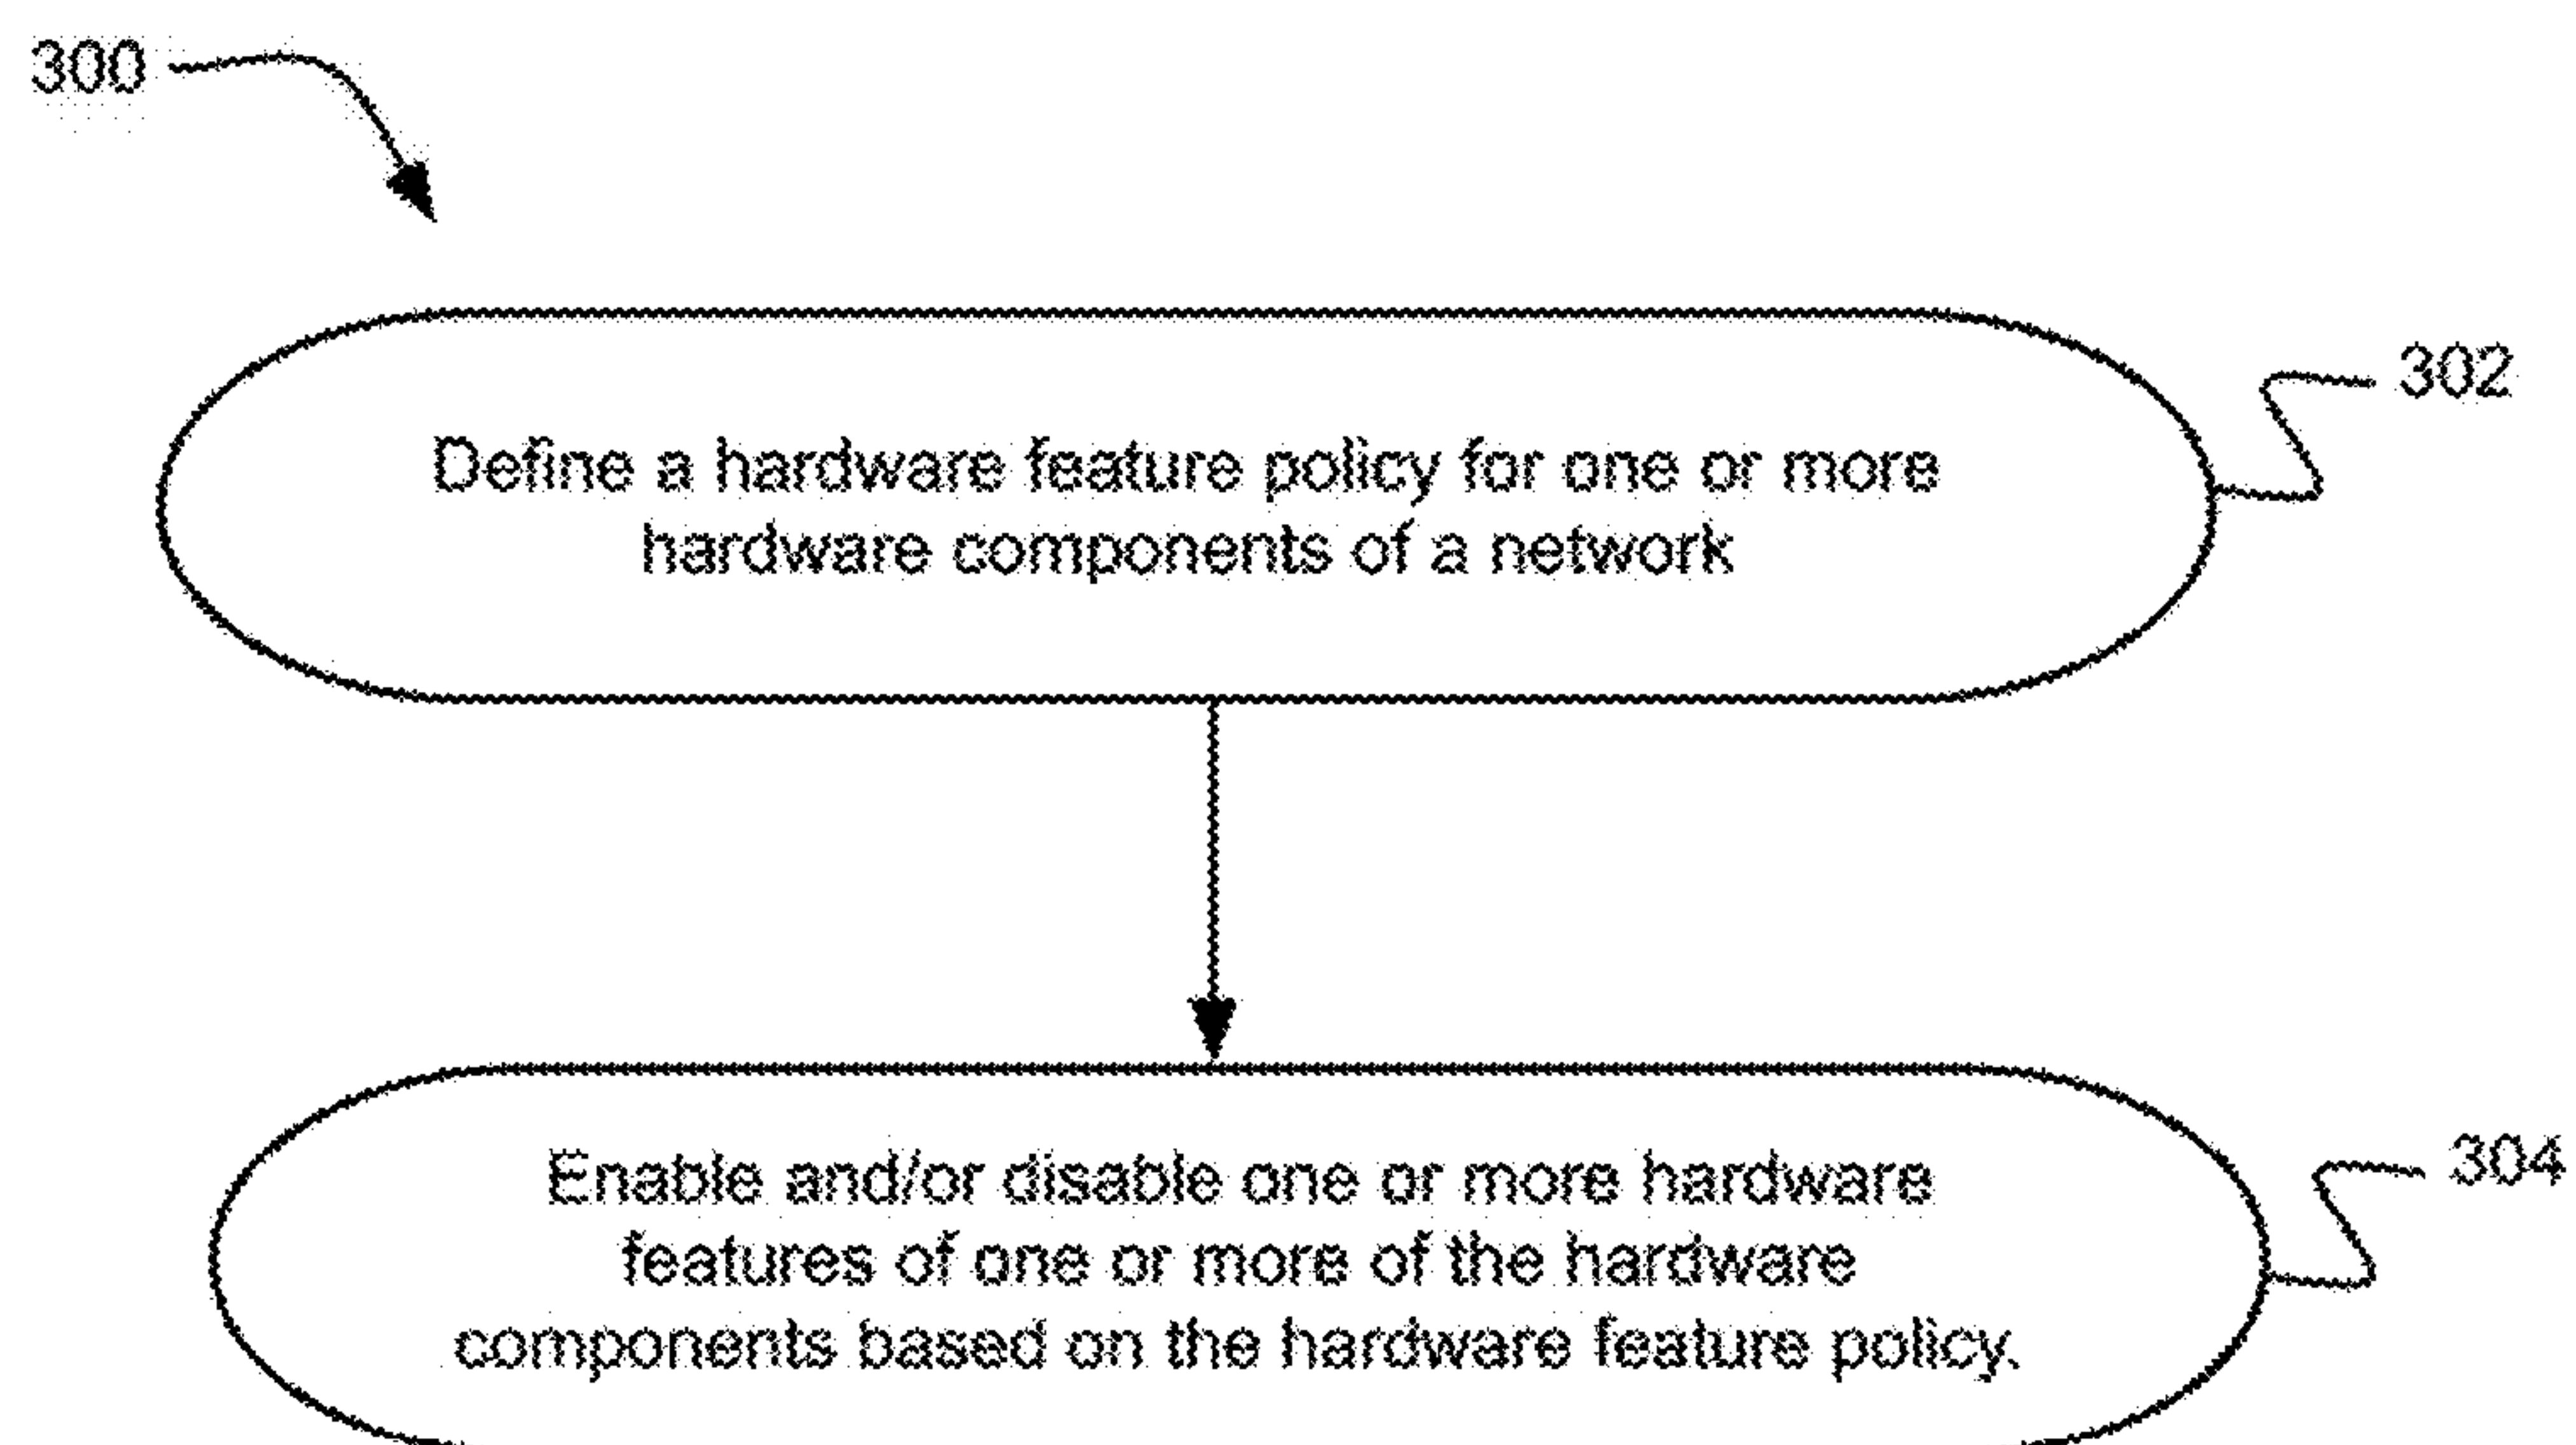 300
302
Define a hardware feature policy for one or more
hardware components of a network
304
Enable and/or disable one or more hardware
features of one or more of the hardware
components based on the hardware feature policy.